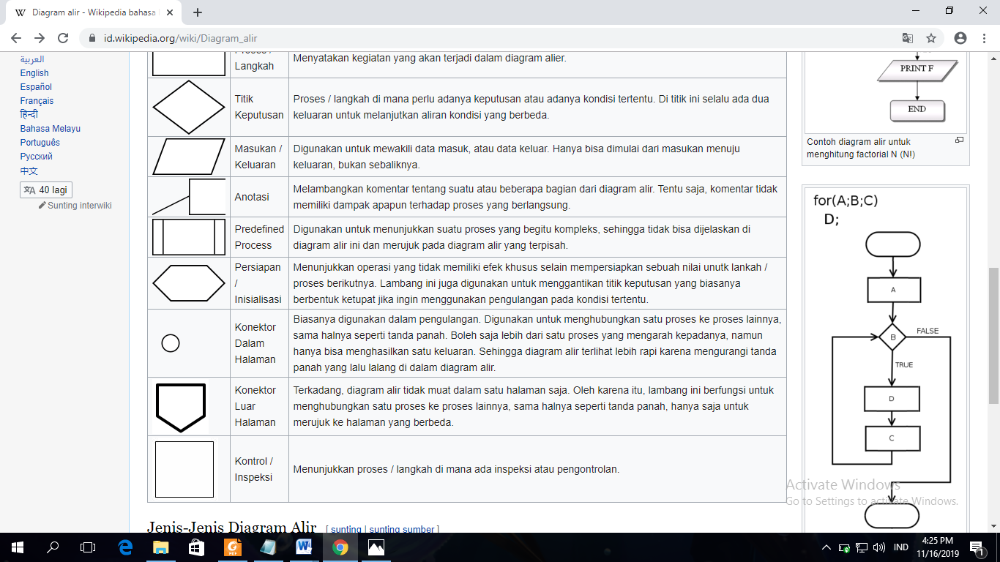 Diagram alir - Wikipedia bahasa
id.wikipedia.org/wiki/Diagram_alir
العربية
English
Español
Français
हिन्दी
Bahasa Melayu
Português
Русский
中文
40 lagi
Sunting interwiki
Proses /
Langkah
Menyatakan kegiatan yang akan terjadi dalam diagram alier.
Titik
Keputusan
Proses / langkah di mana perlu adanya keputusan atau adanya kondisi tertentu. Di titik ini selalu ada dua
keluaran untuk melanjutkan aliran kondisi yang berbeda.
Masukan /
Keluaran
Digunakan untuk mewakili data masuk, atau data keluar. Hanya bisa dimulai dari masukan menuju
keluaran, bukan sebaliknya.
Anotasi
Melambangkan komentar tentang suatu atau beberapa bagian dari diagram alir. Tentu saja, komentar tidak
memiliki dampak apapun terhadap proses yang berlangsung.
Predefined
Process
Digunakan untuk menunjukkan suatu proses yang begitu kompleks, sehingga tidak bisa dijelaskan di
diagram alir ini dan merujuk pada diagram alir yang terpisah.
Persiapan
/
Inisialisasi
Menunjukkan operasi yang tidak memiliki efek khusus selain mempersiapkan sebuah nilai unutk lankah /
proses berikutnya. Lambang ini juga digunakan untuk menggantikan titik keputusan yang biasanya
berbentuk ketupat jika ingin menggunakan pengulangan pada kondisi tertentu.
Konektor
Dalam
Halaman
Biasanya digunakan dalam pengulangan. Digunakan untuk menghubungkan satu proses ke proses lainnya,
sama halnya seperti tanda panah. Boleh saja lebih dari satu proses yang mengarah kepadanya, namun
hanya bisa menghasilkan satu keluaran. Sehingga diagram alir terlihat lebih rapi karena mengurangi tanda
panah yang lalu lalang di dalam diagram alir.
Konektor
Luar
Halaman
Terkadang, diagram alir tidak muat dalam satu halaman saja. Oleh karena itu, lambang ini berfungsi untuk
menghubungkan satu proses ke proses lainnya, sama halnya seperti tanda panah, hanya saja untuk
merujuk ke halaman yang berbeda.
Kontrol /
Inspeksi
Menunjukkan proses / langkah di mana ada inspeksi atau pengontrolan.
Jenis-Jenis Diagram Alir [ sunting | sunting sumber ]
PRINT F
END
Contoh diagram alir untuk
menghitung factorial N (N!)
for(A;B;C)
D;
A
B
FALSE
TRUE
D
C
Activate Windows
Go to Settings to activate Windows.
IND
4:25 PM
11/16/2019
1